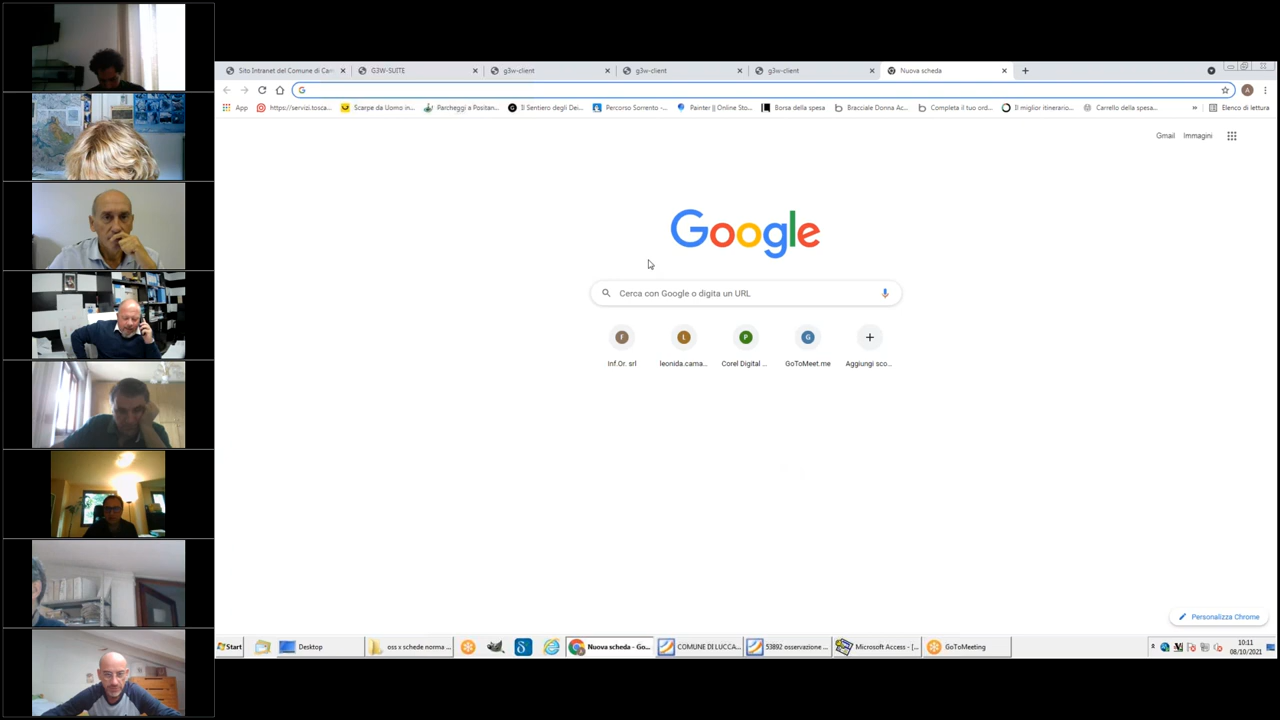 Sito Intranet del Comune di Car
G3W-SUITE
g3w-client
g3w-client
g3w-client
Nuova scheda
App
https://servizi.tosca...
Scarpe da Uomo in...
Parcheggi a Positan...
Il Sentiero degli Dei...
Percorso Sorrento -...
Painter || Online Sto...
Borsa della spesa
Bracciale Donna Ac...
Completa il tuo ord...
Il miglior itinerario...
Carrello della spesa...
»
Elenco di lettura
Gmail
Immagini
Google
Cerca con Google o digita un URL
F
L
P
G
Inf.Or. srl
leonida.cama...
Corel Digital ...
GoToMeet.me
Aggiungi sco...
Personalizza Chrome
Start
Desktop
oss x schede norma ...
Nuova scheda - Go...
COMUNE DI LUCCA...
53892 osservazione ...
Microsoft Access - [...
GoToMeeting
10:11
08/10/2021